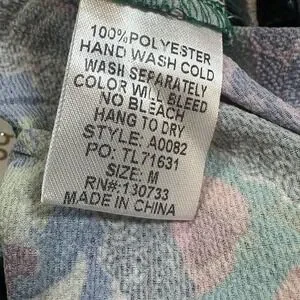 100%POLYESTER
HAND WASH COLD
WASH SEPARATELY
COLOR WILL BLEED
NO BLEACH
HANG TO DRY
STYLE: A0082
PO: TL71631
SIZE: M
RN#:130733
MADE IN CHINA